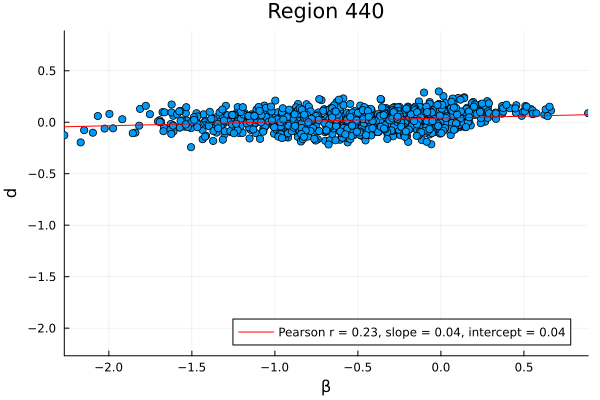 Region 440
0.5
0.0
−0.5
−1.0
−1.5
−2.0
d
Pearson r = 0.23, slope = 0.04, intercept = 0.04
−2.0 −1.5 −1.0 −0.5 0.0 0.5
β